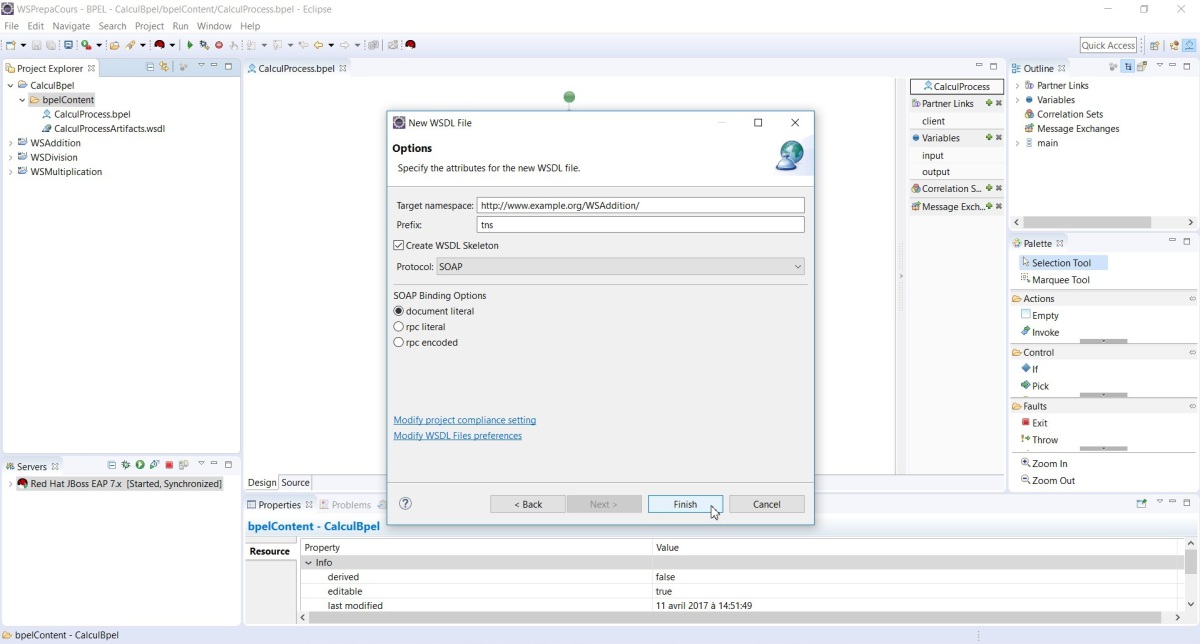 WSPrepaCours - BPEL - CalculBpel/bpelContent/CalculProcess.bpel - Eclipse
File Edit Navigate Search Project Run Window Help
Quick Access
Project Explorer
CalculBpel
bpelContent
CalculProcess.bpel
CalculProcessArtifacts.wsdl
WSAddition
WSDivision
WSMultiplication
Servers
Red Hat JBoss EAP 7.x [Started, Synchronized]
CalculProcess.bpel
New WSDL File
Options
Specify the attributes for the new WSDL file.
Target namespace: http://www.example.org/WSAddition/
Prefix: tns
Create WSDL Skeleton
Protocol: SOAP
SOAP Binding Options
document literal
rpc literal
rpc encoded
Modify project compliance setting
Modify WSDL Files preferences
< Back Next > Finish Cancel
CalculProcess
Partner Links
client
Variables
input
output
Correlation S...
Message Exch...
Outline
Partner Links
Variables
Correlation Sets
Message Exchanges
main
Palette
Selection Tool
Marquee Tool
Actions
Empty
Invoke
Control
If
Pick
Faults
Exit
Throw
Zoom In
Zoom Out
Design Source
Properties Problems
bpelContent - CalculBpel
Resource
Property Value
Info
derived false
editable true
last modified 11 avril 2017 à 14:51:49
bpelContent - CalculBpel